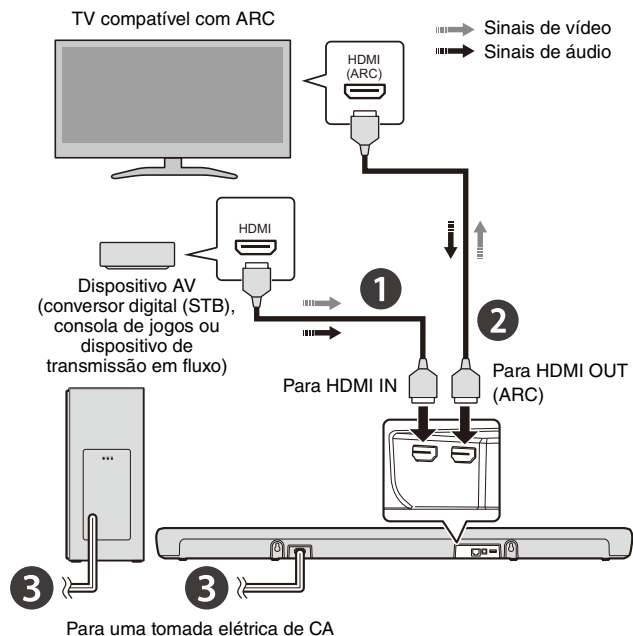 TV compatível com ARC
Sinais de vídeo
Sinais de áudio
HDMI
(ARC)
HDMI
Dispositivo AV
(conversor digital (STB),
consola de jogos ou
dispositivo de
transmissão em fluxo)
1
2
Para HDMI IN
Para HDMI OUT
(ARC)
3
3
Para uma tomada elétrica de CA